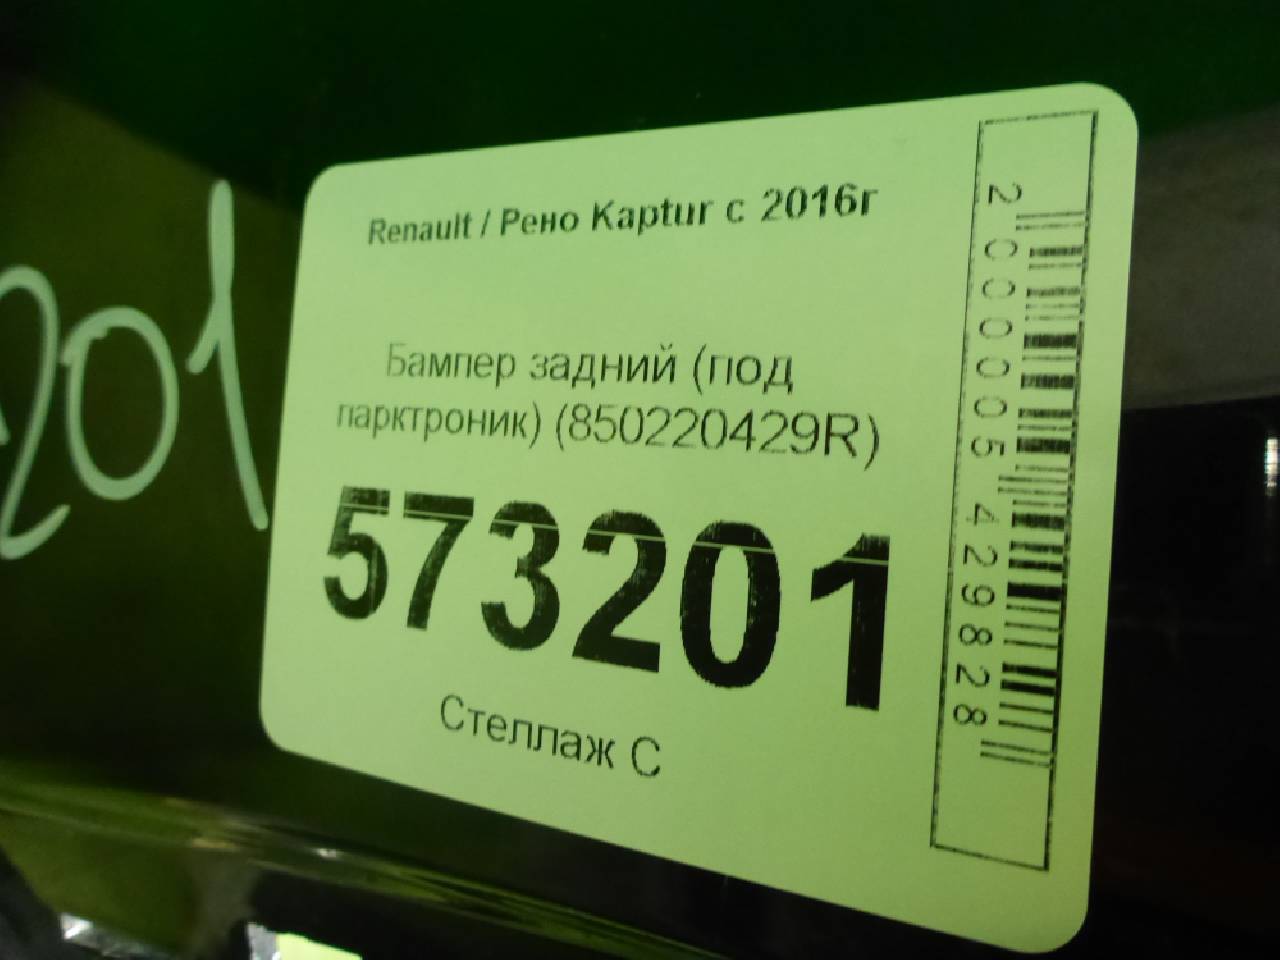 Renault / Рено Kaptur с 2016г
Бампер задний (под
парктроник) (850220429R)
573201
Стеллаж С
2000005429828
201